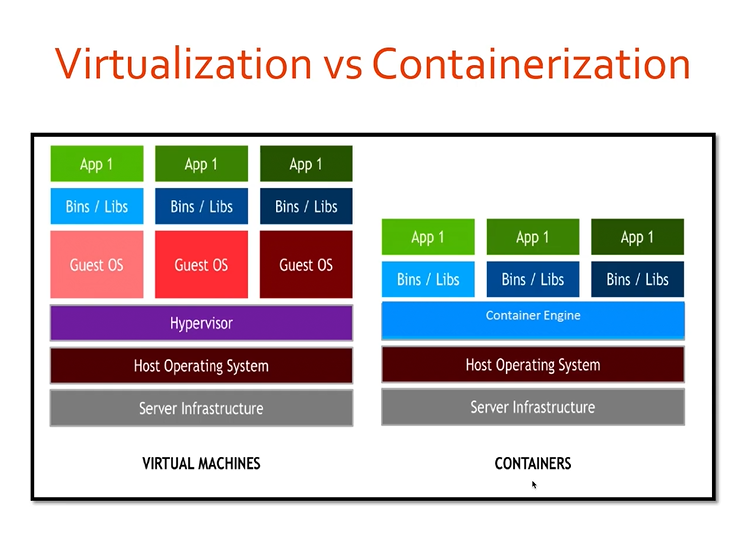 Virtualization vs Containerization
App 1 App 1 App 1
Bins / Libs Bins / Libs Bins / Libs
Guest OS Guest OS Guest OS
Hypervisor
Host Operating System
Server Infrastructure
VIRTUAL MACHINES
App 1 App 1 App 1
Bins / Libs Bins / Libs Bins / Libs
Container Engine
Host Operating System
Server Infrastructure
CONTAINERS